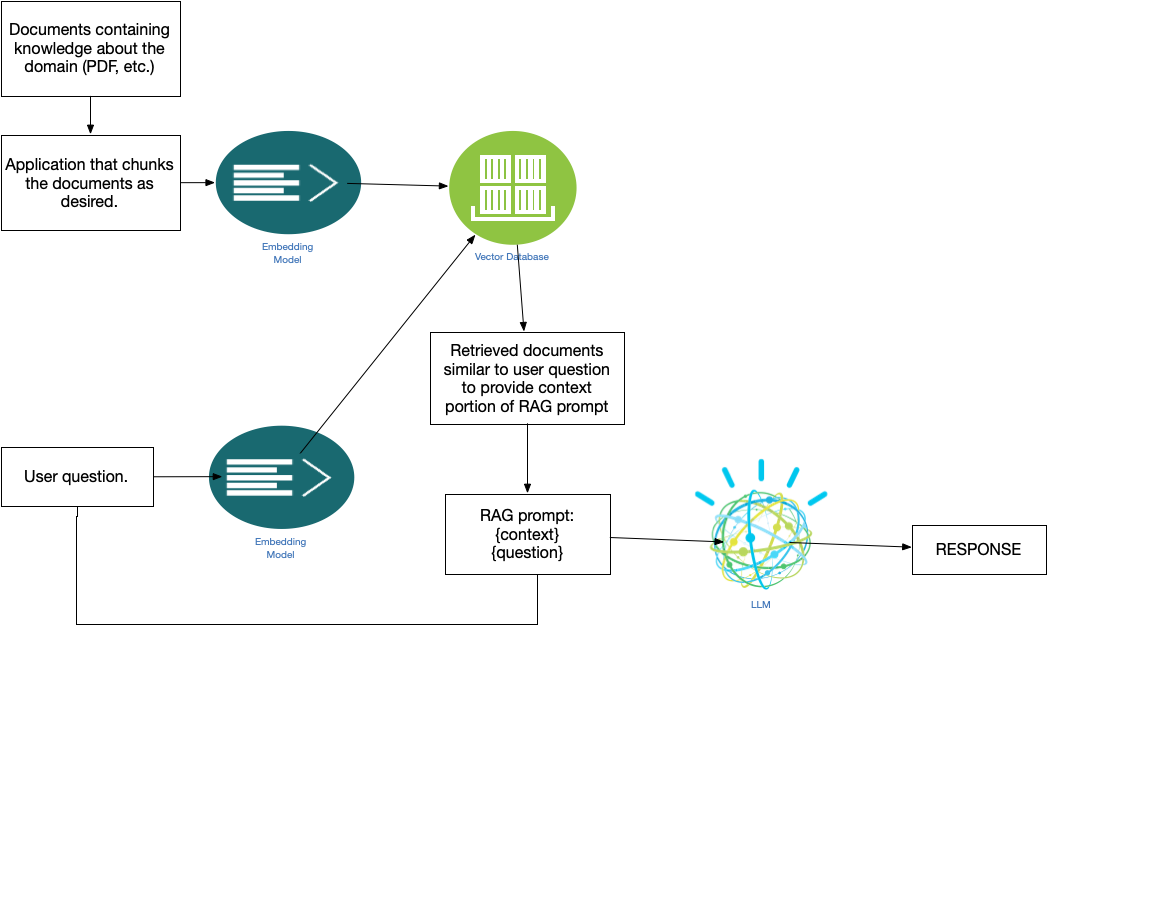 Documents containing
knowledge about the
domain (PDF, etc.)
Application that chunks
the documents as
desired.
Embedding
Model
Vector Database
Retrieved documents
similar to user question
to provide context
portion of RAG prompt
User question.
Embedding
Model
RAG prompt:
{context}
{question}
LLM
RESPONSE